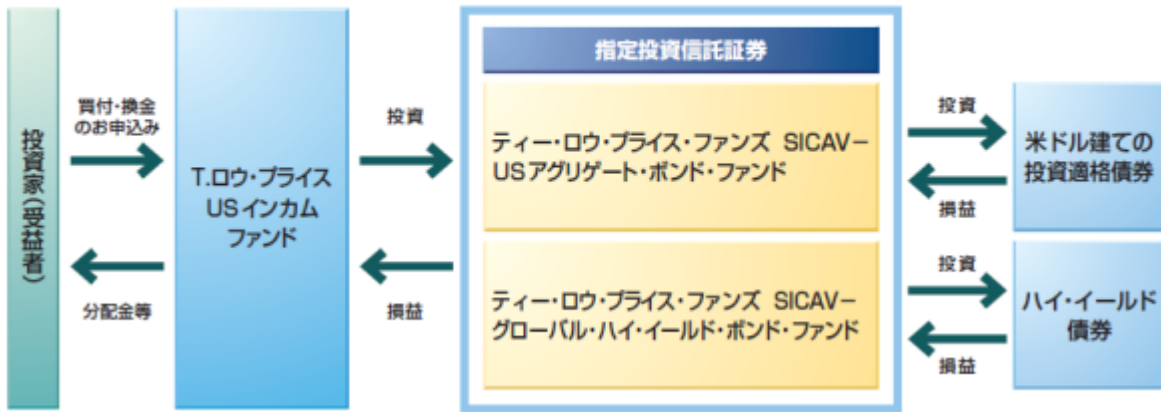 投資家(受益者)
買付・換金
のお申込み
分配金等
T.ロウ・プライス
USインカム
ファンド
投資
損益
指定投資信託証券
ティー・ロウ・プライス・ファンズ SICAV−
USアグリゲート・ボンド・ファンド
ティー・ロウ・プライス・ファンズ SICAV−
グローバル・ハイ・イールド・ボンド・ファンド
投資
損益
米ドル建ての
投資適格債券
投資
損益
ハイ・イールド
債券